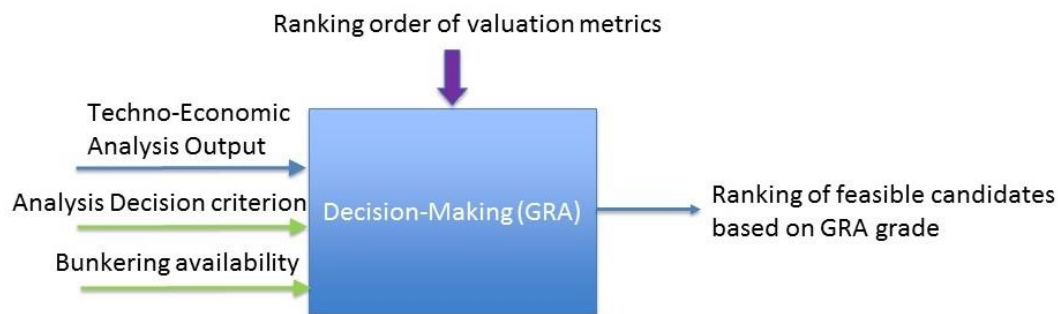 Ranking order of valuation metrics
Techno-Economic
Analysis Output
Analysis Decision criterion
Bunkering availability
Decision-Making (GRA)
Ranking of feasible candidates
based on GRA grade